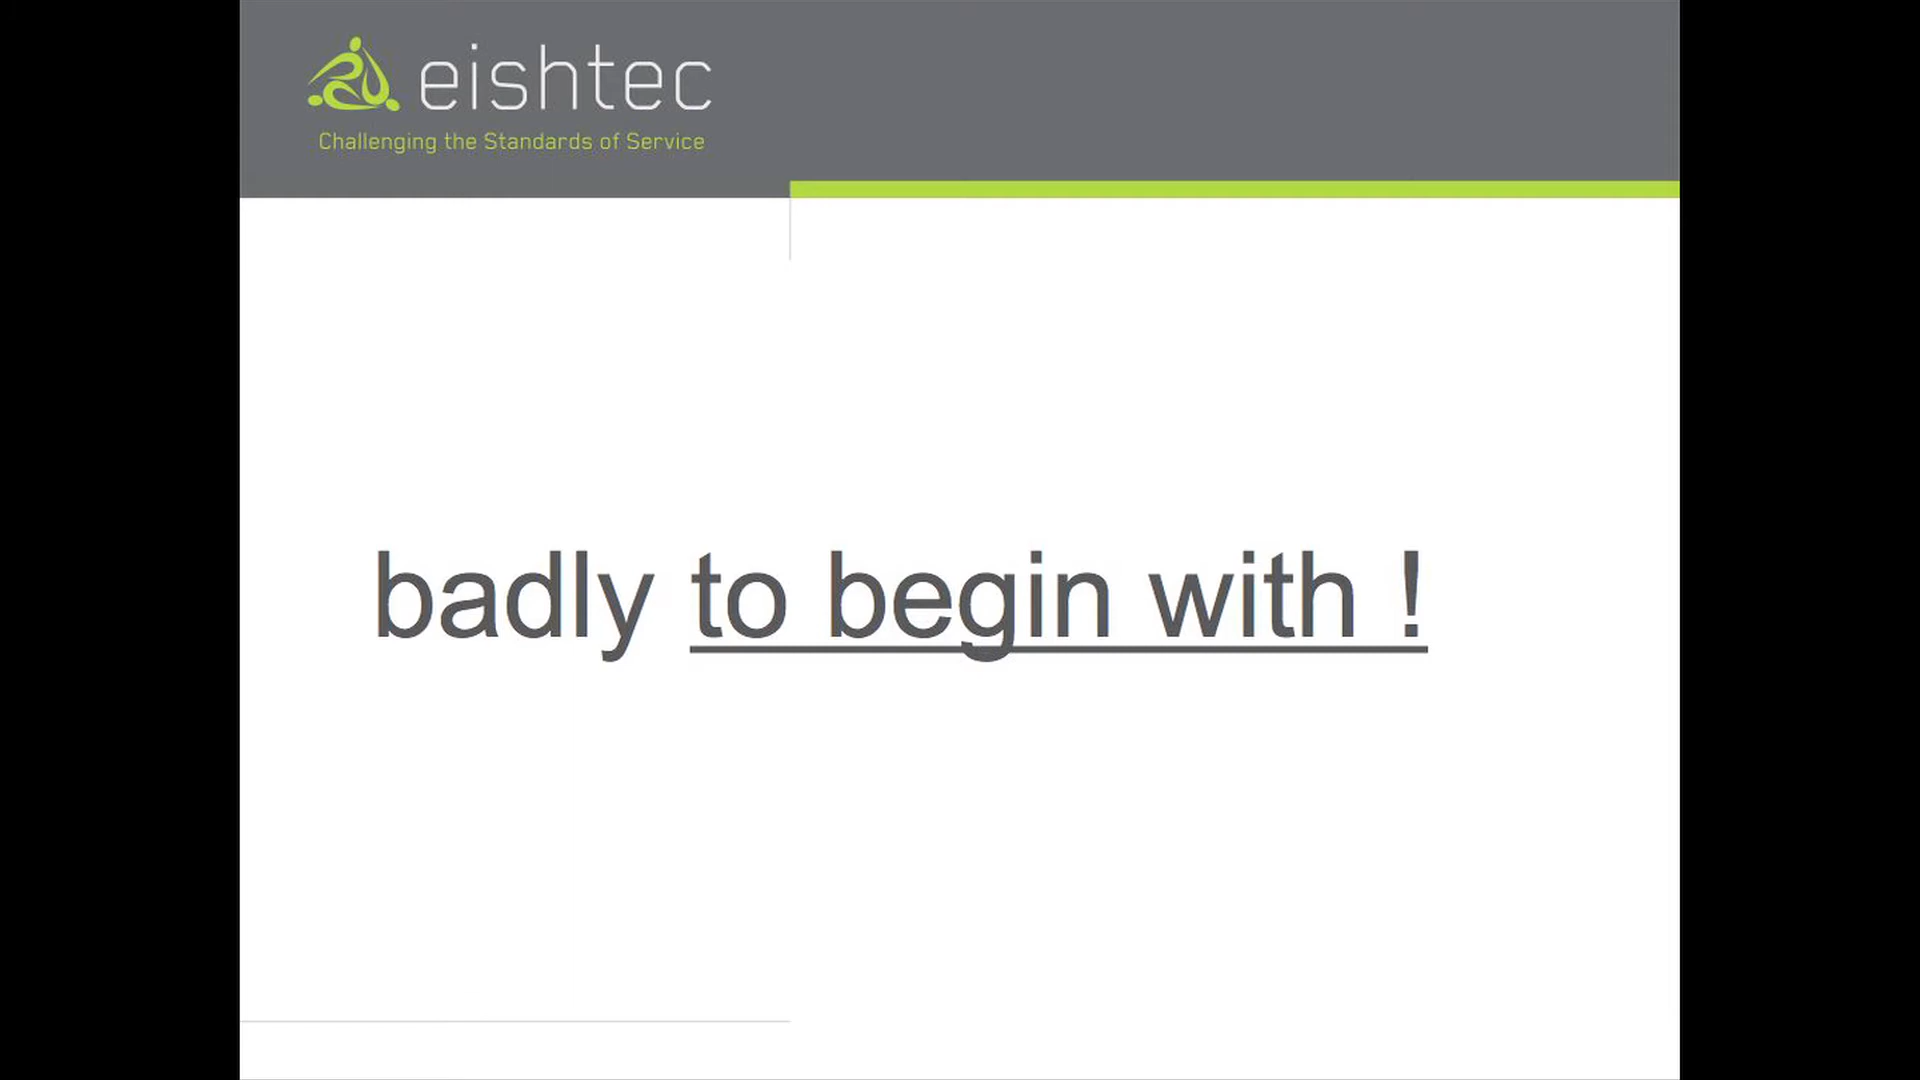 eishtec
Challenging the Standards of Service
badly to begin with !